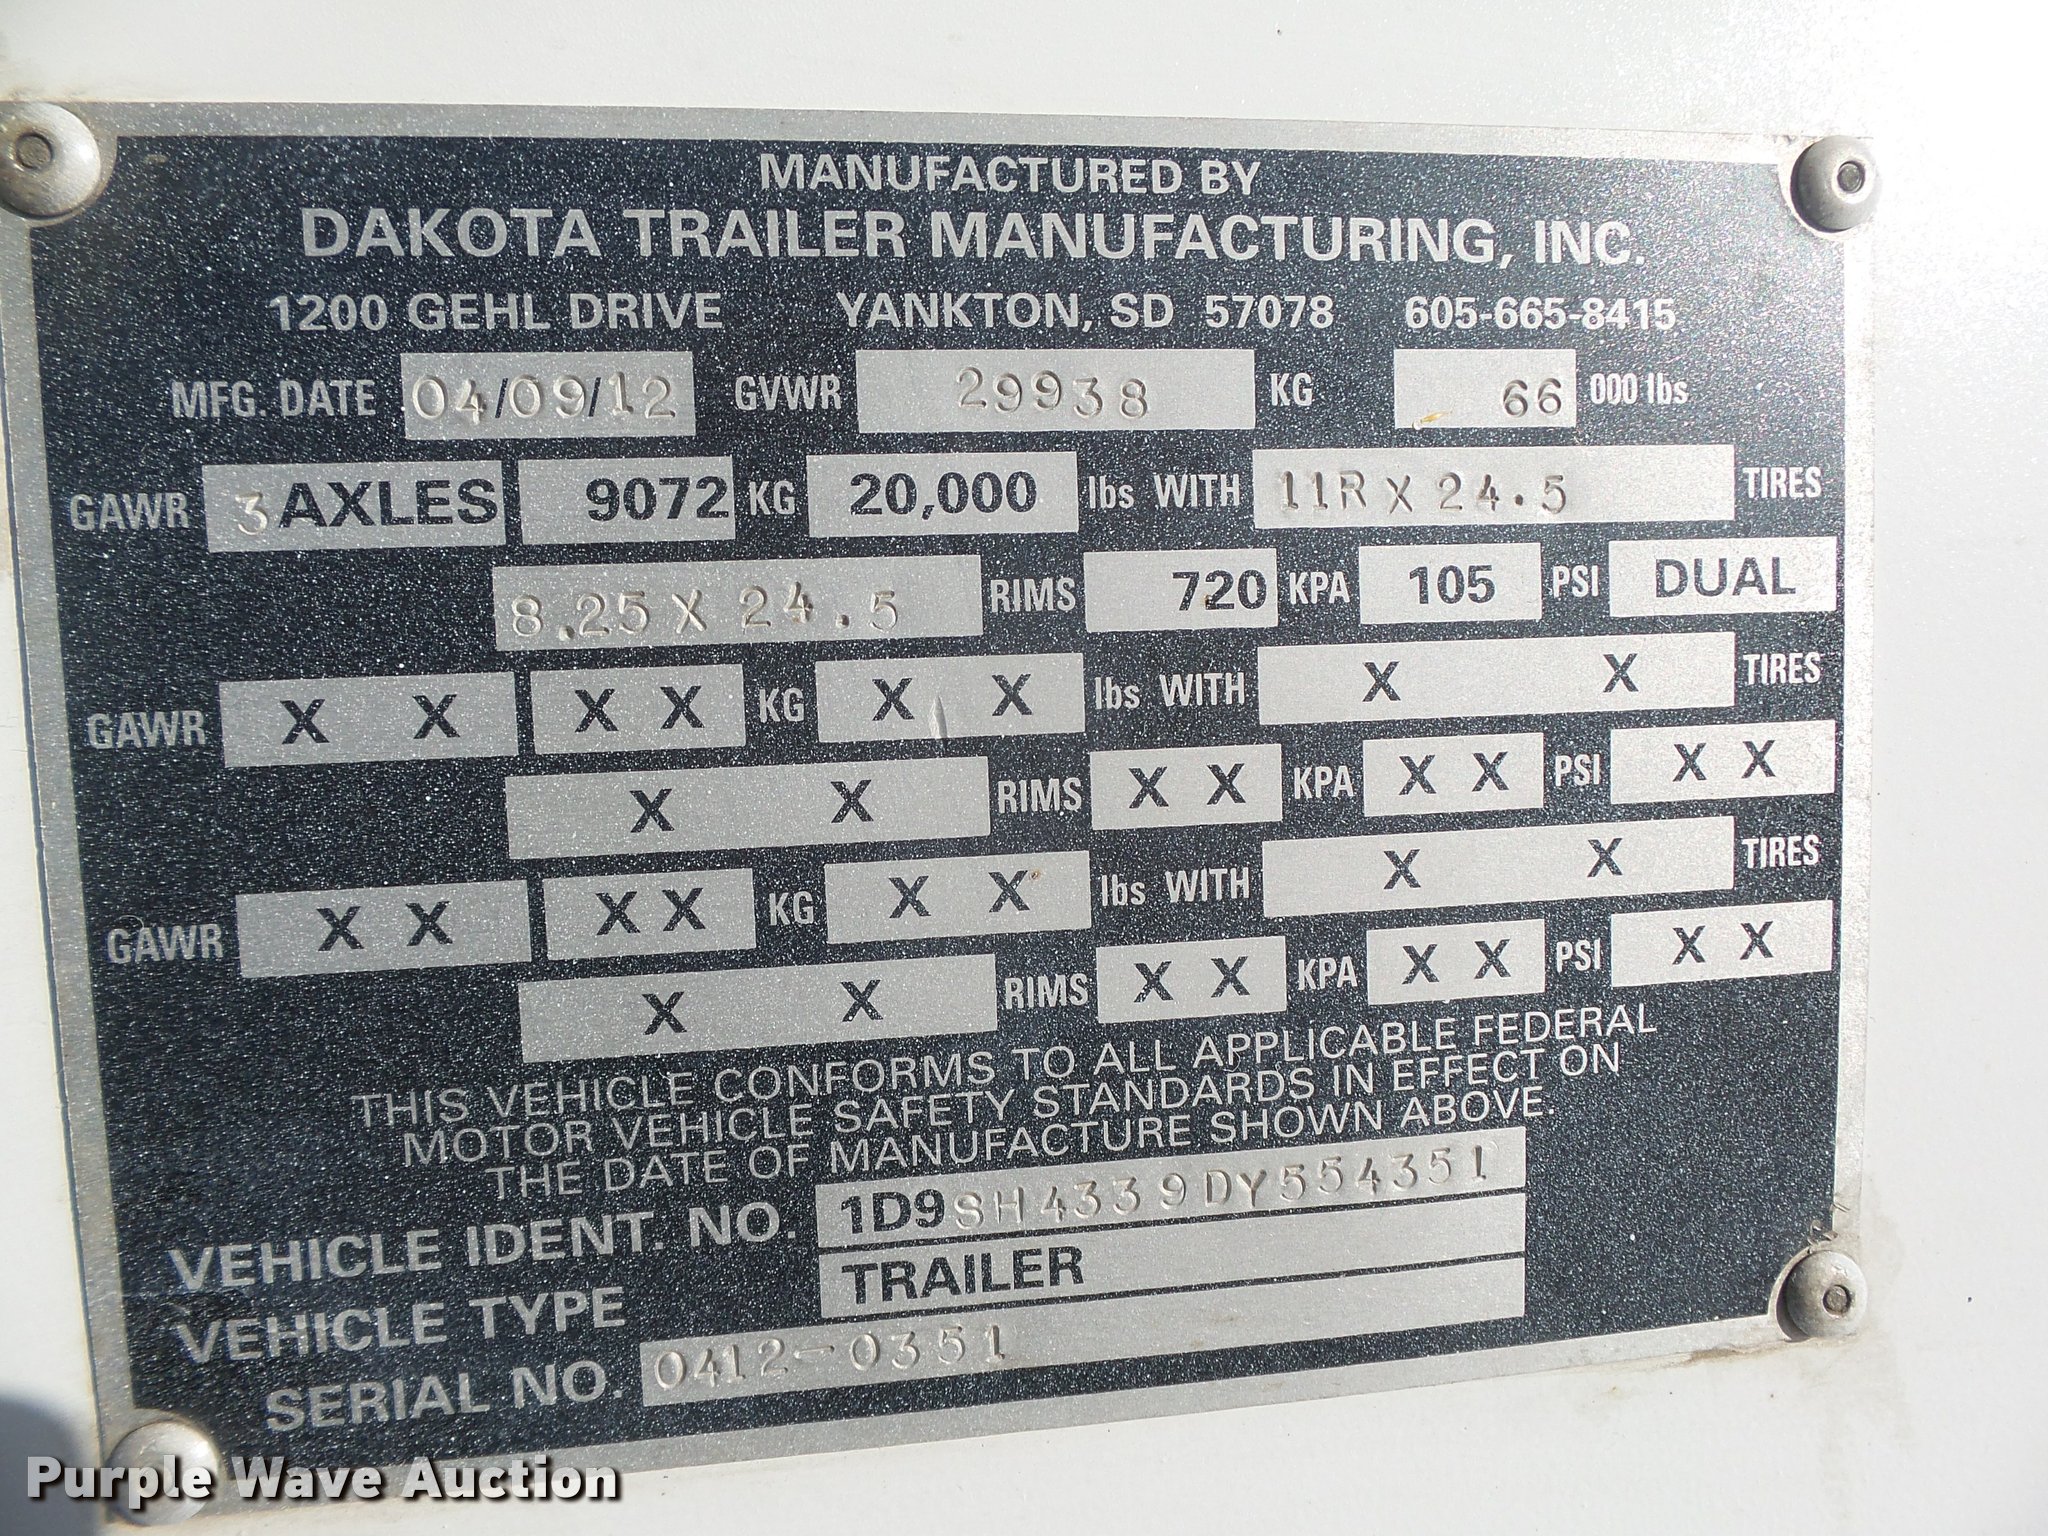 MANUFACTURED BY
DAKOTA TRAILER MANUFACTURING, INC.
1200 GEHL DRIVE YANKTON, SD 57078 605-665-8415
MFG. DATE 04/09/12 GVWR 29938 KG 66 000 lbs
GAWR 3 AXLES 9072 KG 20,000 lbs WITH 11R X 24.5 TIRES
8.25 X 24.5 RIMS 720 KPA 105 PSI DUAL
GAWR X X X X KG X X lbs WITH X X TIRES
X X RIMS X X KPA X X PSI X X
GAWR X X X X KG X X lbs WITH X X TIRES
X X RIMS X X KPA X X PSI X X
THIS VEHICLE CONFORMS TO ALL APPLICABLE FEDERAL
MOTOR VEHICLE SAFETY STANDARDS IN EFFECT ON
THE DATE OF MANUFACTURE SHOWN ABOVE.
VEHICLE IDENT. NO. 1D9SH4339DY554351
VEHICLE TYPE TRAILER
SERIAL NO. 0412-0351
Purple Wave Auction